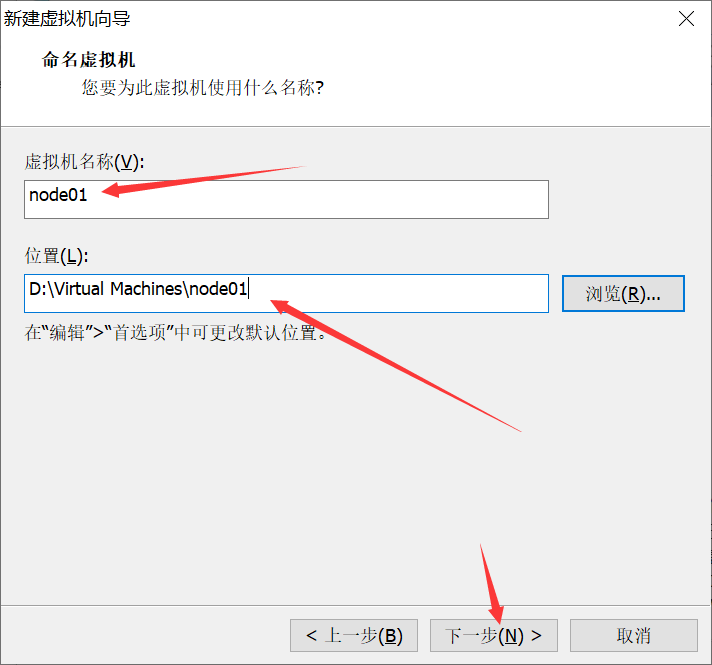 新建虚拟机向导
命名虚拟机
您要为此虚拟机使用什么名称?
虚拟机名称(V):
node01
位置(L):
D:\Virtual Machines\node01
浏览(R)...
在“编辑”>“首选项”中可更改默认位置。
< 上一步(B)
下一步(N) >
取消